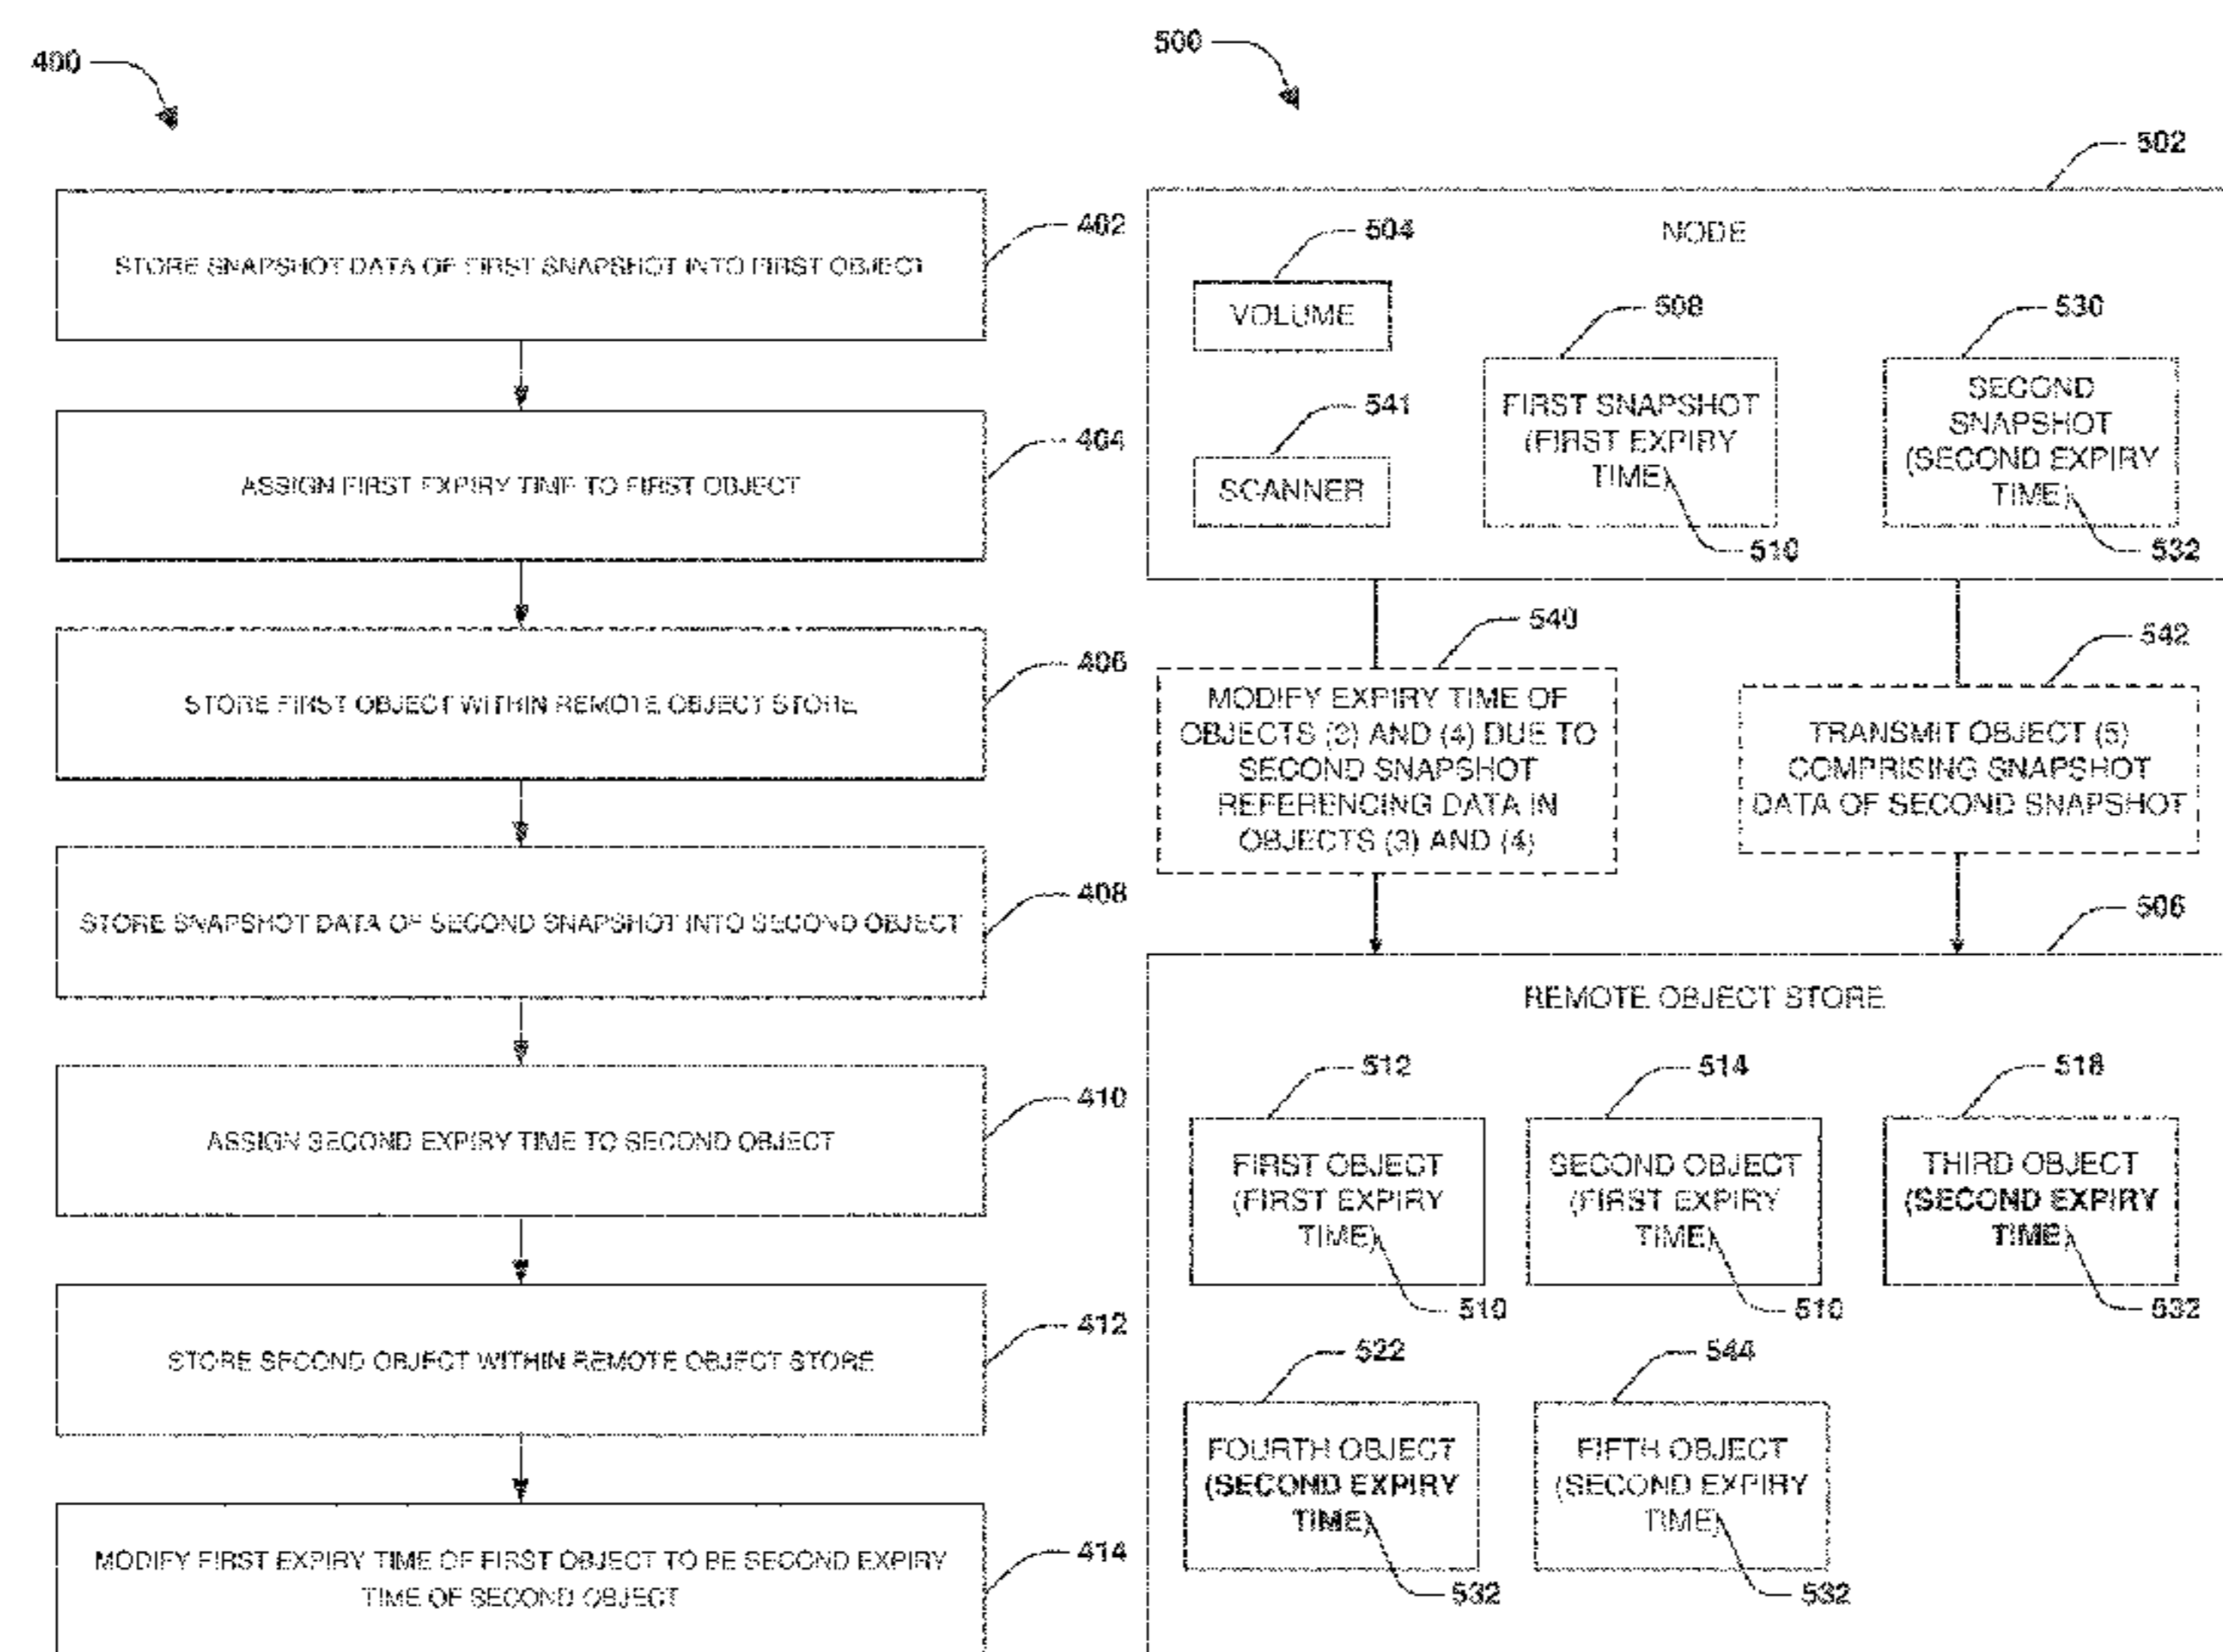 400
402
STORE SNAPSHOT DATA OF FIRST SNAPSHOT INTO FIRST OBJECT
404
ASSIGN FIRST EXPIRY TIME TO FIRST OBJECT
406
STORE FIRST OBJECT WITHIN REMOTE OBJECT STORE
408
STORE SNAPSHOT DATA OF SECOND SNAPSHOT INTO SECOND OBJECT
410
ASSIGN SECOND EXPIRY TIME TO SECOND OBJECT
412
STORE SECOND OBJECT WITHIN REMOTE OBJECT STORE
414
MODIFY FIRST EXPIRY TIME OF FIRST OBJECT TO BE SECOND EXPIRY
TIME OF SECOND OBJECT
500
502
NODE
504
VOLUME
541
SCANNER
508
FIRST SNAPSHOT
(FIRST EXPIRY
TIME)
510
530
SECOND
SNAPSHOT
(SECOND EXPIRY
TIME)
532
540
MODIFY EXPIRY TIME OF
OBJECTS (3) AND (4) DUE TO
SECOND SNAPSHOT
REFERENCING DATA IN
OBJECTS (3) AND (4)
542
TRANSMIT OBJECT (5)
COMPRISING SNAPSHOT
DATA OF SECOND SNAPSHOT
506
REMOTE OBJECT STORE
512
FIRST OBJECT
(FIRST EXPIRY
TIME)
510
514
SECOND OBJECT
(FIRST EXPIRY
TIME)
510
518
THIRD OBJECT
(SECOND EXPIRY
TIME)
532
522
FOURTH OBJECT
(SECOND EXPIRY
TIME)
532
544
FIFTH OBJECT
(SECOND EXPIRY
TIME)
532